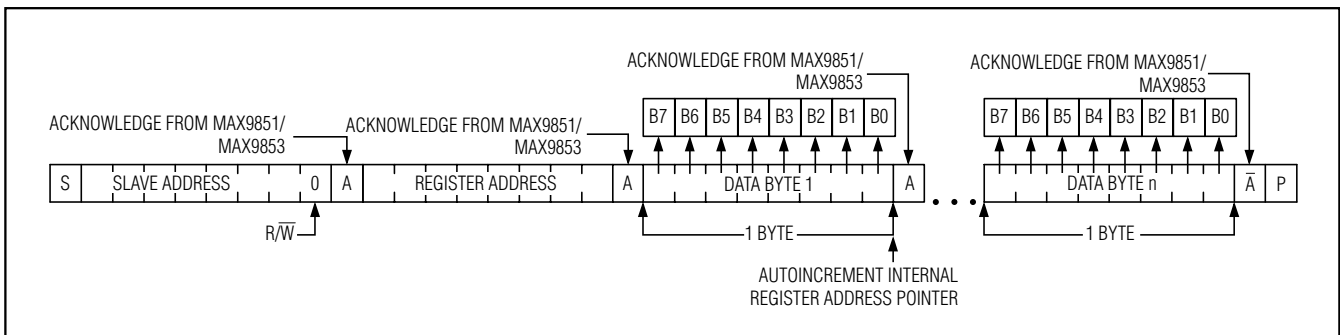 ACKNOWLEDGE FROM MAX9851/
MAX9853
ACKNOWLEDGE FROM MAX9851/
MAX9853
ACKNOWLEDGE FROM MAX9851/
MAX9853
ACKNOWLEDGE FROM MAX9851/
MAX9853
B7 B6 B5 B4 B3 B2 B1 B0
B7 B6 B5 B4 B3 B2 B1 B0
S SLAVE ADDRESS 0 A REGISTER ADDRESS A DATA BYTE 1 A • • • DATA BYTE n A̅ P
R/W̅
1 BYTE
1 BYTE
AUTOINCREMENT INTERNAL
REGISTER ADDRESS POINTER